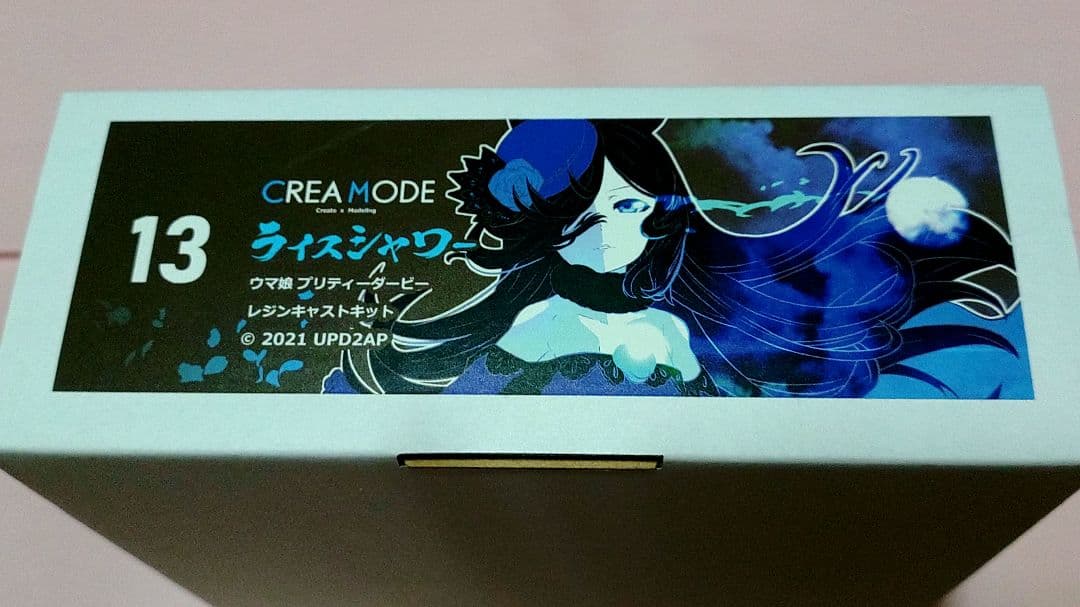 13
CREA MODE
Create x Modeling
ライスシャワー
ウマ娘 プリティーダービー
レジンキャストキット
© 2021 UPD2AP